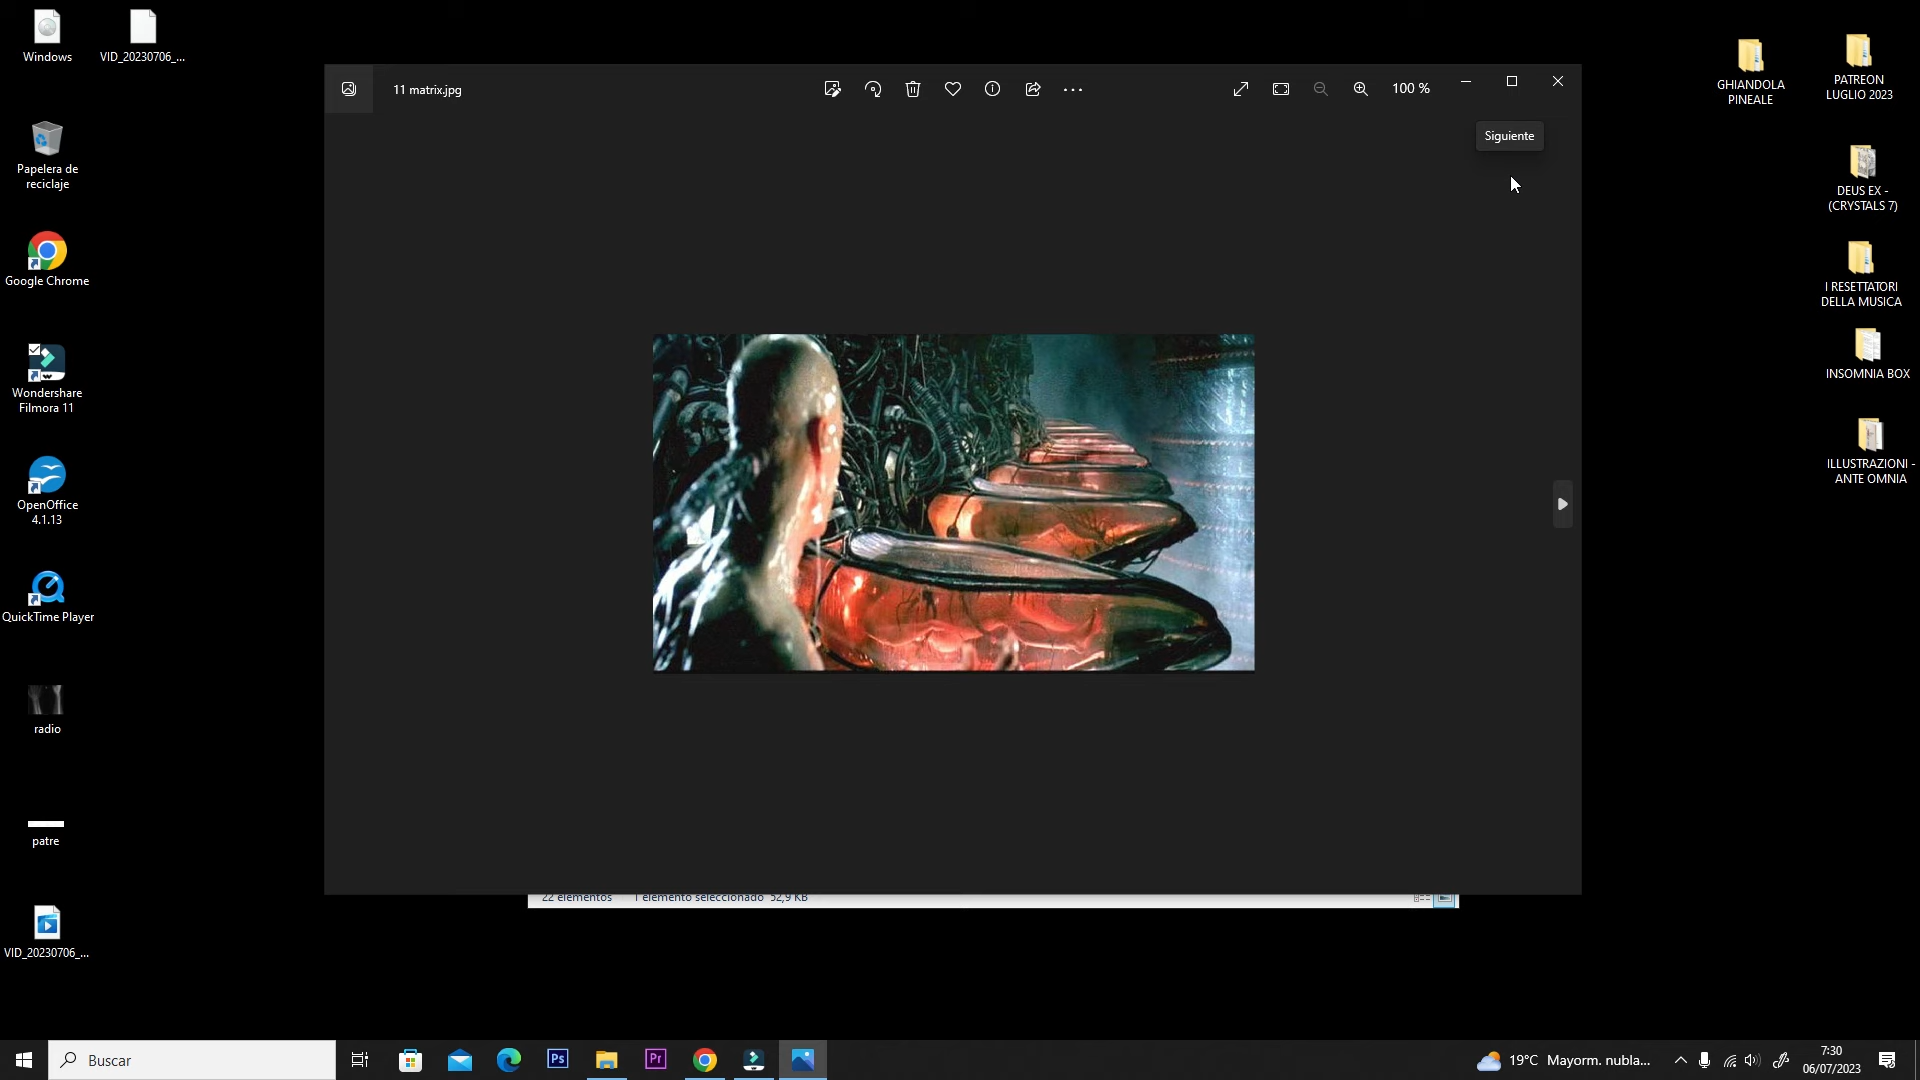 Windows
VID_20230706_...
Papelera de
reciclaje
Google Chrome
Wondershare
Filmora 11
OpenOffice
4.1.13
QuickTime Player
radio
patre
VID_20230706_...
11 matrix.jpg
100 %
Siguiente
22 elementos 1 elemento seleccionado 52,9 KB
GHIANDOLA
PINEALE
PATREON
LUGLIO 2023
DEUS EX -
(CRYSTALS 7)
I RESETTATORI
DELLA MUSICA
INSOMNIA BOX
ILLUSTRAZIONI -
ANTE OMNIA
Buscar
Ps
Pr
19°C Mayorm. nubla...
7:30
06/07/2023